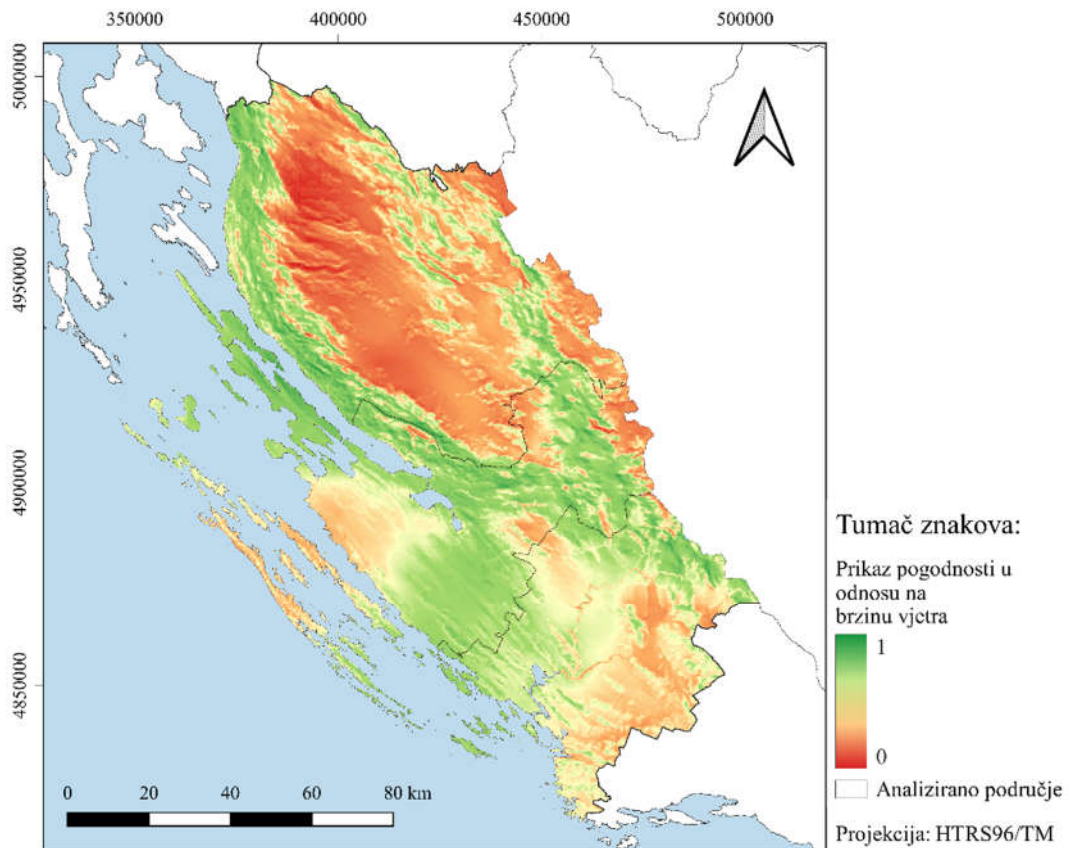 350000
400000
450000
500000
5000000
4950000
4900000
4850000
0
20
40
60
80 km
Tumač znakova:
Prikaz pogodnosti u
odnosu na
brzinu vjetra
1
0
Analizirano područje
Projekcija: HTRS96/TM